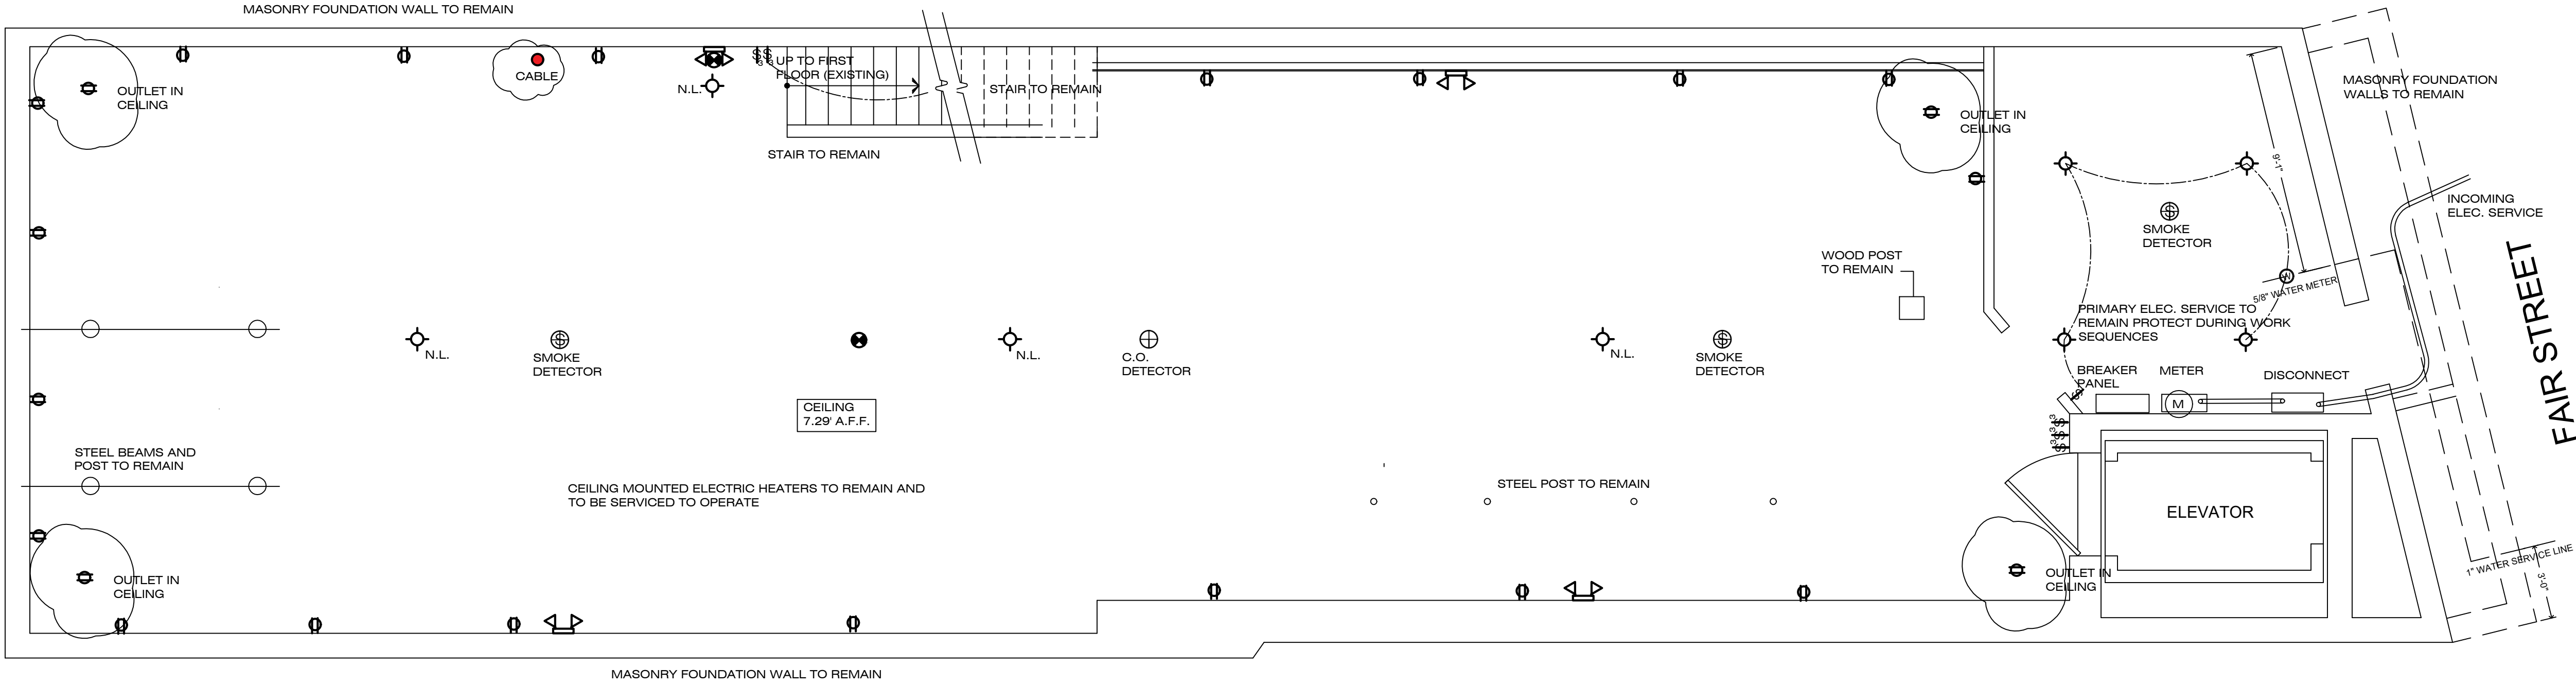 MASONRY FOUNDATION WALL TO REMAIN
OUTLET IN
CEILING
CABLE
N.L.
UP TO FIRST
FLOOR (EXISTING)
STAIR TO REMAIN
STAIR TO REMAIN
OUTLET IN
CEILING
MASONRY FOUNDATION
WALLS TO REMAIN
9'-1"
INCOMING
ELEC. SERVICE
SMOKE
DETECTOR
WOOD POST
TO REMAIN
5/8" WATER METER
W
FAIR STREET
PRIMARY ELEC. SERVICE TO
REMAIN PROTECT DURING WORK
SEQUENCES
N.L.
SMOKE
DETECTOR
N.L.
C.O.
DETECTOR
N.L.
SMOKE
DETECTOR
BREAKER
PANEL
METER
DISCONNECT
M
CEILING
7.29' A.F.F.
STEEL BEAMS AND
POST TO REMAIN
CEILING MOUNTED ELECTRIC HEATERS TO REMAIN AND
TO BE SERVICED TO OPERATE
STEEL POST TO REMAIN
ELEVATOR
OUTLET IN
CEILING
OUTLET IN
CEILING
1" WATER SERVICE LINE
3'-0"
MASONRY FOUNDATION WALL TO REMAIN